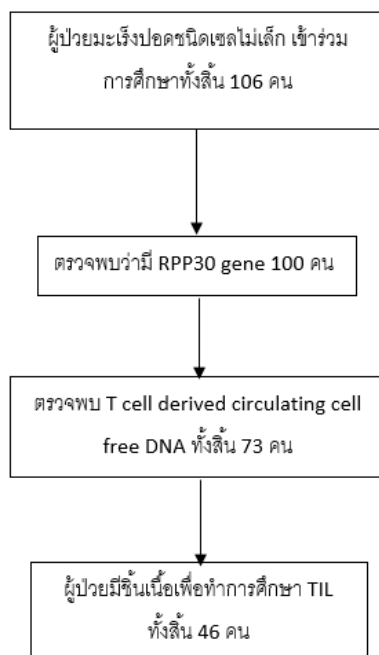 ผู้ป่วยมะเร็งปอดชนิดเซลไม่เล็ก เข้าร่วม
การศึกษาทั้งสิ้น 106 คน
ตรวจพบว่ามี RPP30 gene 100 คน
ตรวจพบ T cell derived circulating cell
free DNA ทั้งสิ้น 73 คน
ผู้ป่วยมีชิ้นเนื้อเพื่อทำการศึกษา TIL
ทั้งสิ้น 46 คน